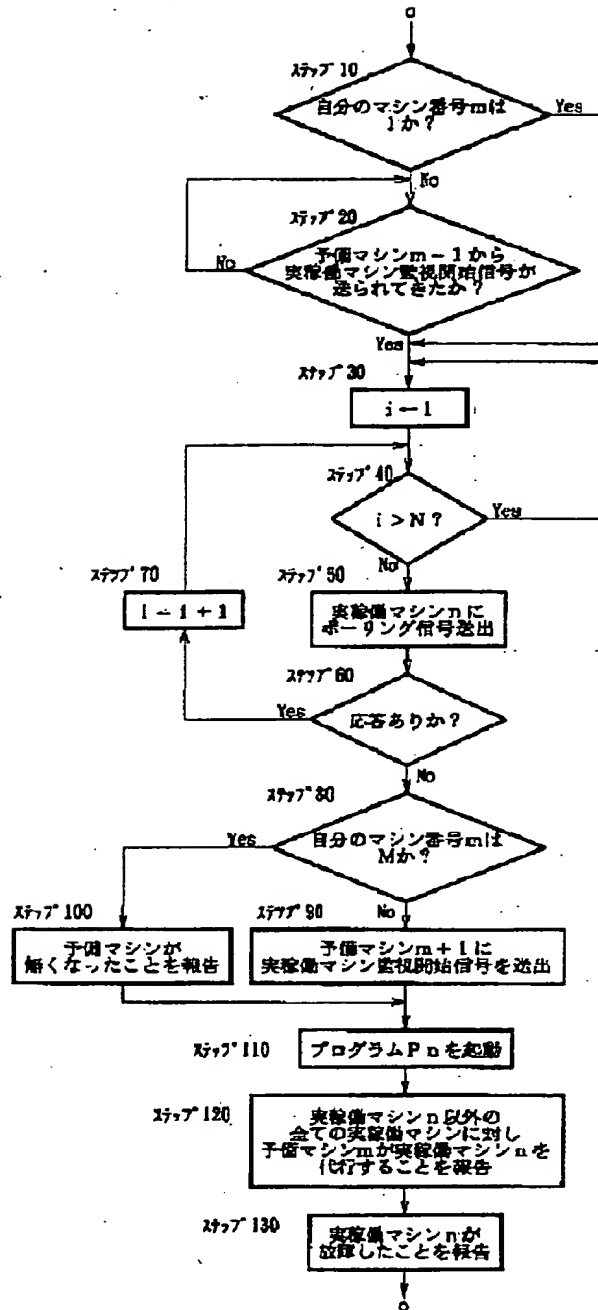 a
ステップ10
自分のマシン番号mは
1か?
Yes
No
ステップ20
予備マシンm-1から
実稼働マシン監視開始信号が
送られてきたか?
No
Yes
ステップ30
i←1
ステップ40
i>N?
Yes
No
ステップ70
i←i+1
ステップ50
実稼働マシンnに
ポーリング信号送出
ステップ60
応答ありか?
Yes
No
ステップ80
自分のマシン番号mは
Mか?
Yes
No
ステップ100
予備マシンが
無くなったことを報告
ステップ90
予備マシンm+1に
実稼働マシン監視開始信号を送出
ステップ110
プログラムPnを起動
ステップ120
実稼働マシンn以外の
全ての実稼働マシンに対し
予備マシンmが実稼働マシンnを
代行することを報告
ステップ130
実稼働マシンnが
故障したことを報告